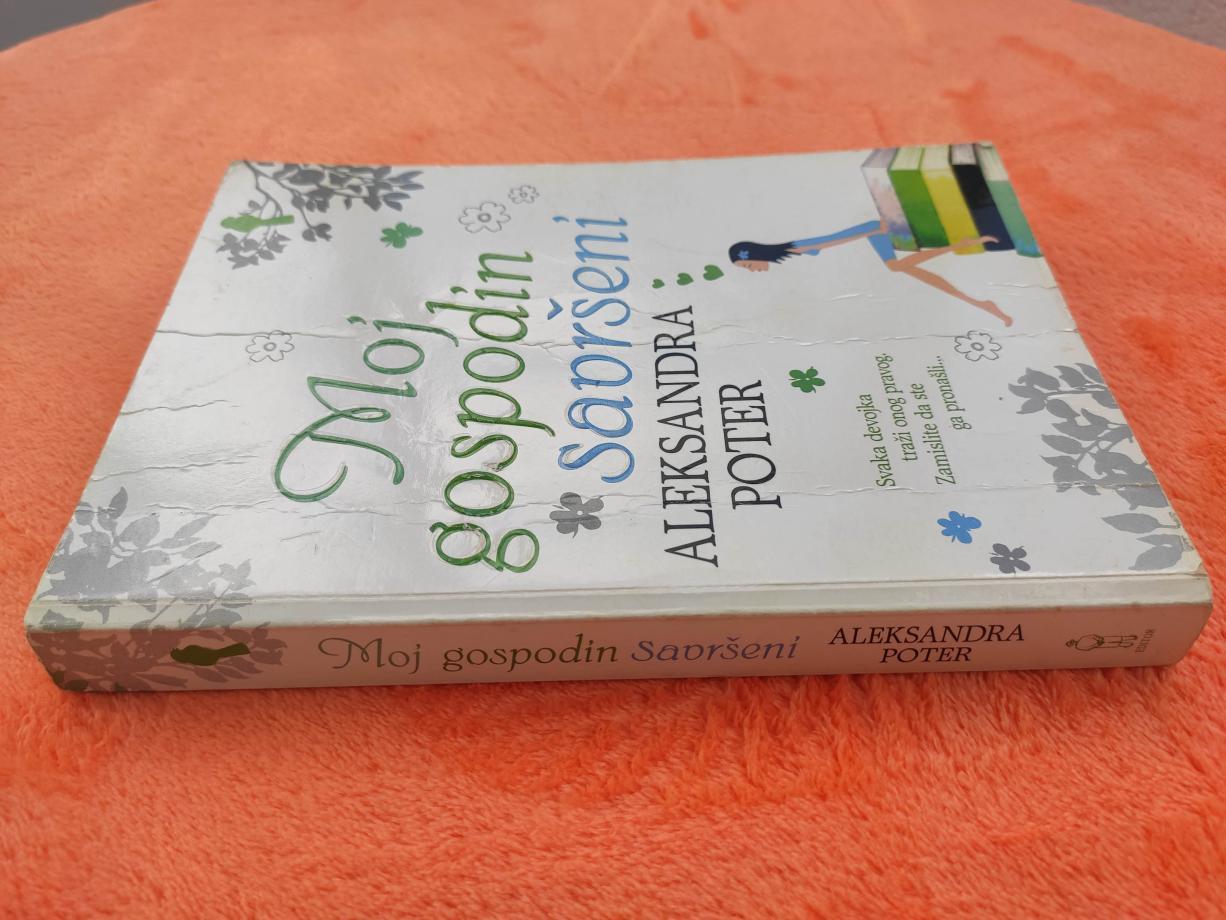 Moj
gospodin
savršeni
ALEKSANDRA
POTER
Svaka devojka
traži onog pravog.
Zamislite da ste
ga pronašli...
Moj gospodin savršeni
ALEKSANDRA
POTER
EDITOR